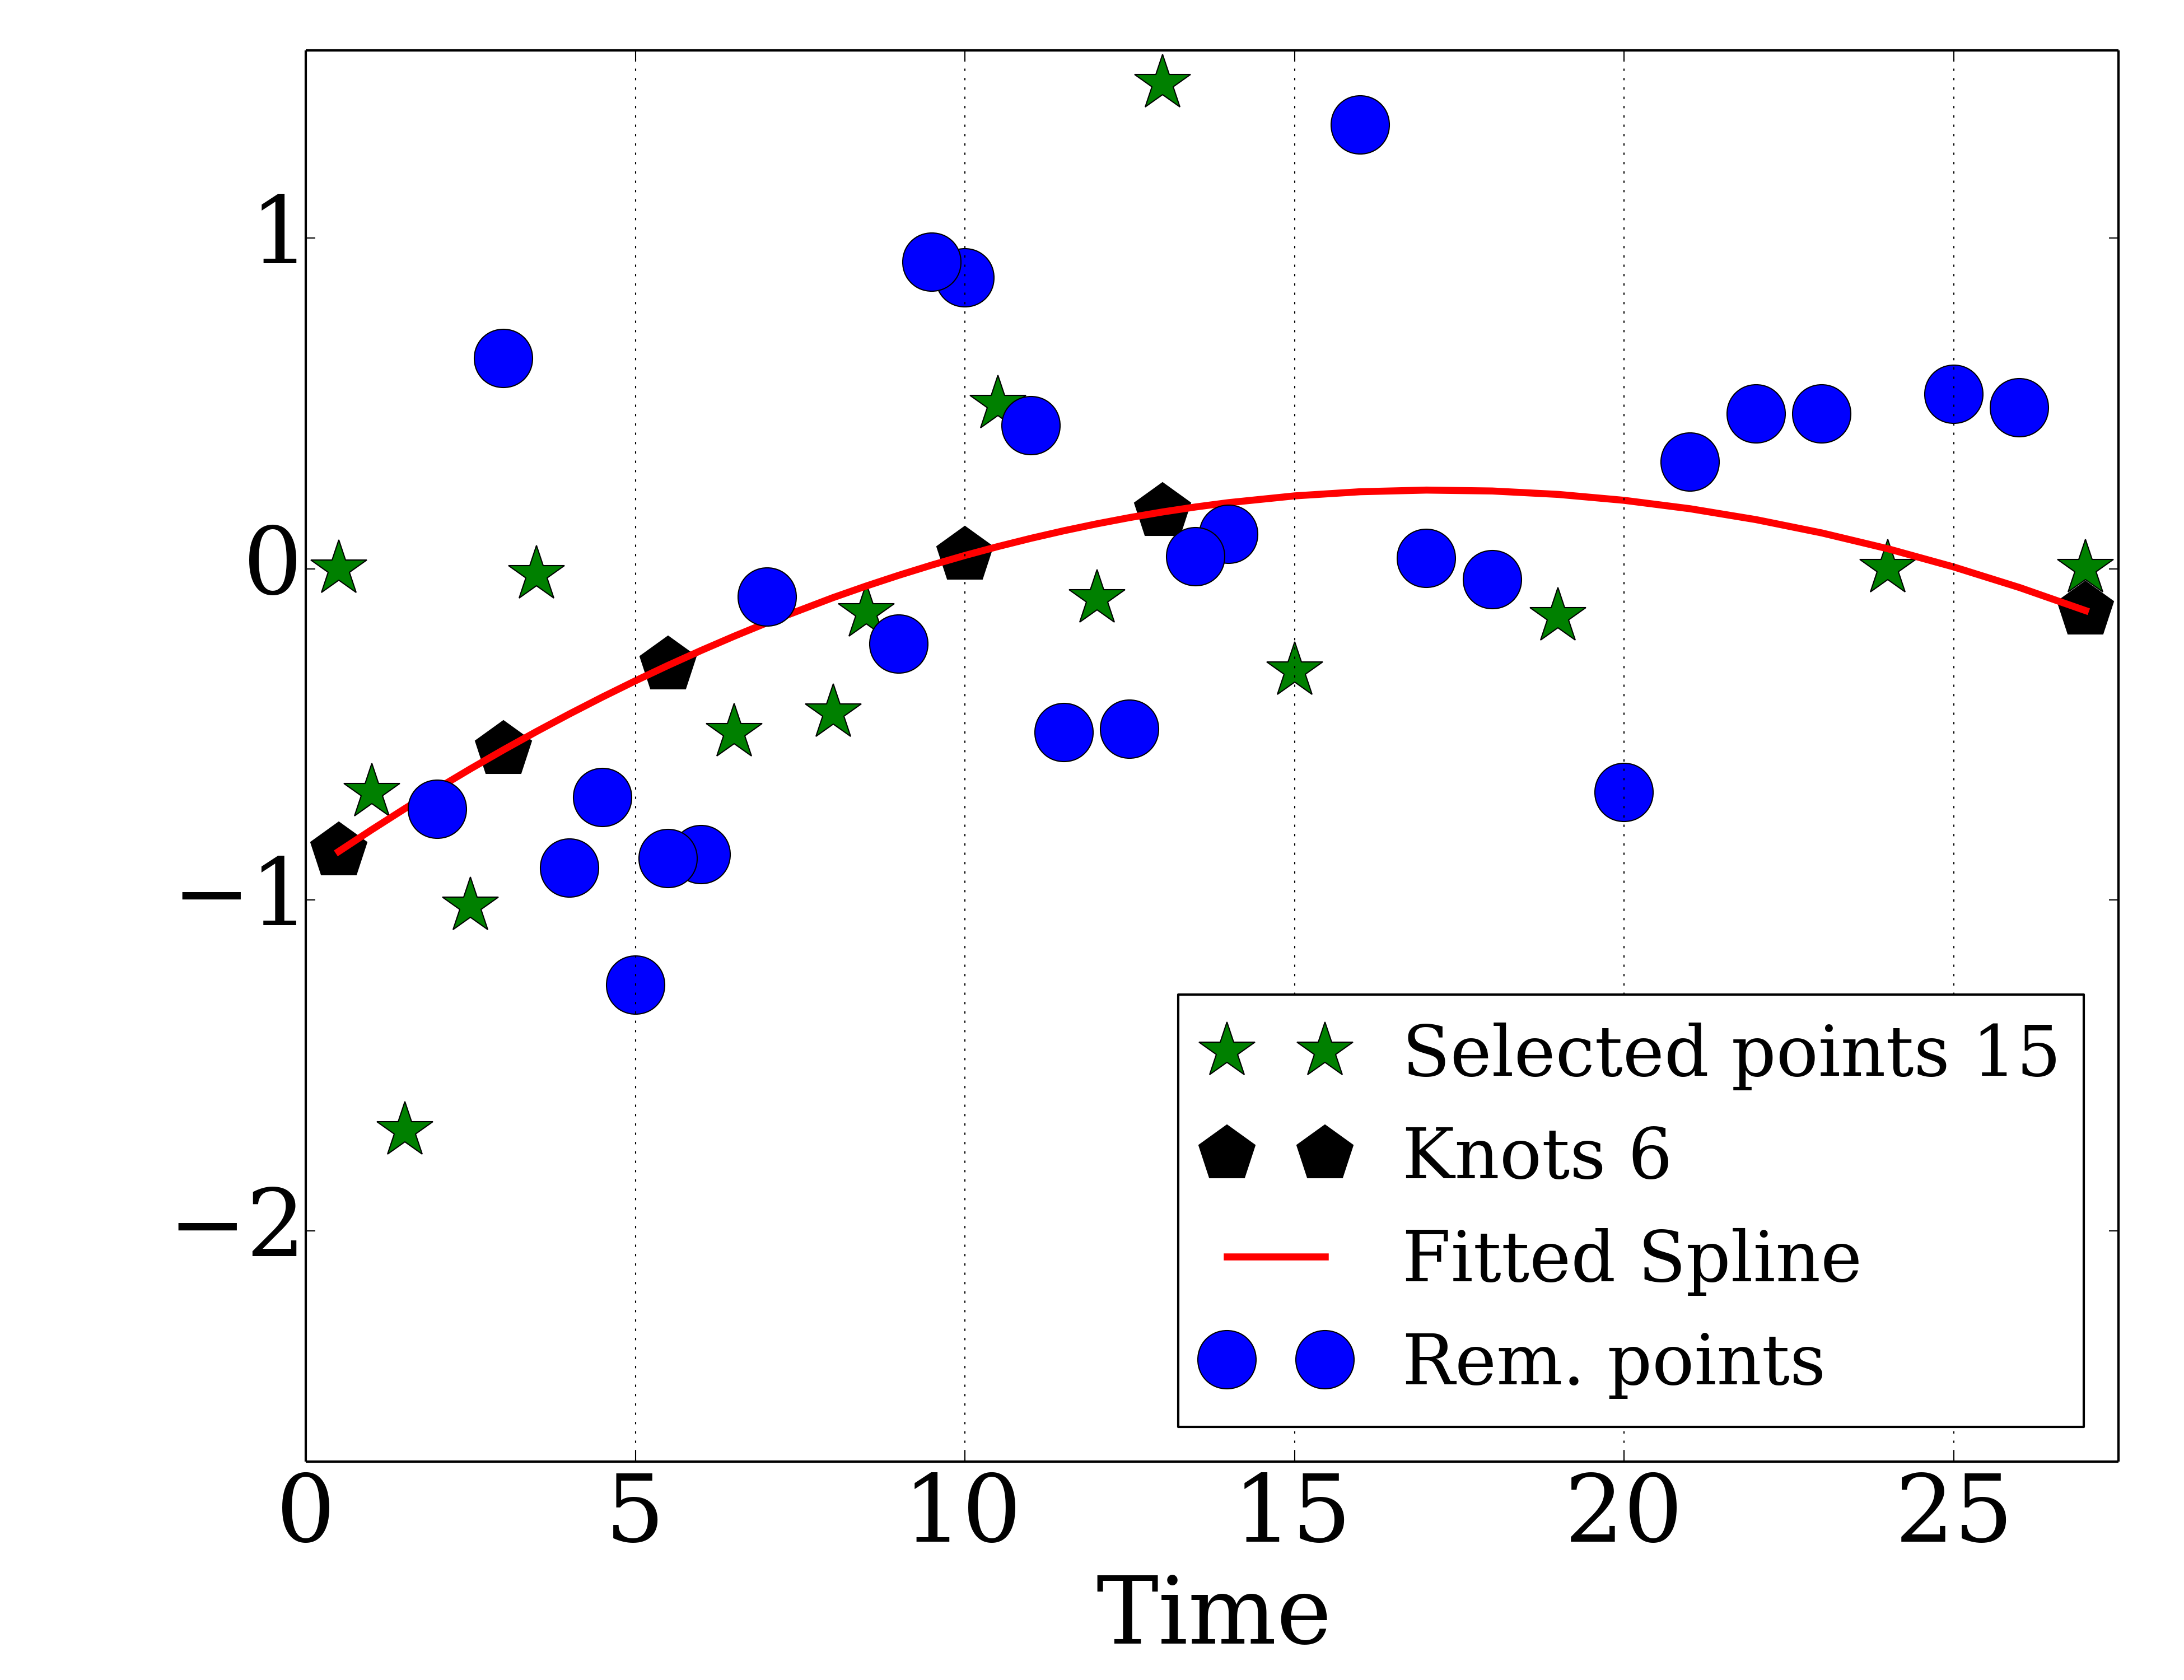 1
0
−1
−2
0 5 10 15 20 25
Time
Selected points 15
Knots 6
Fitted Spline
Rem. points